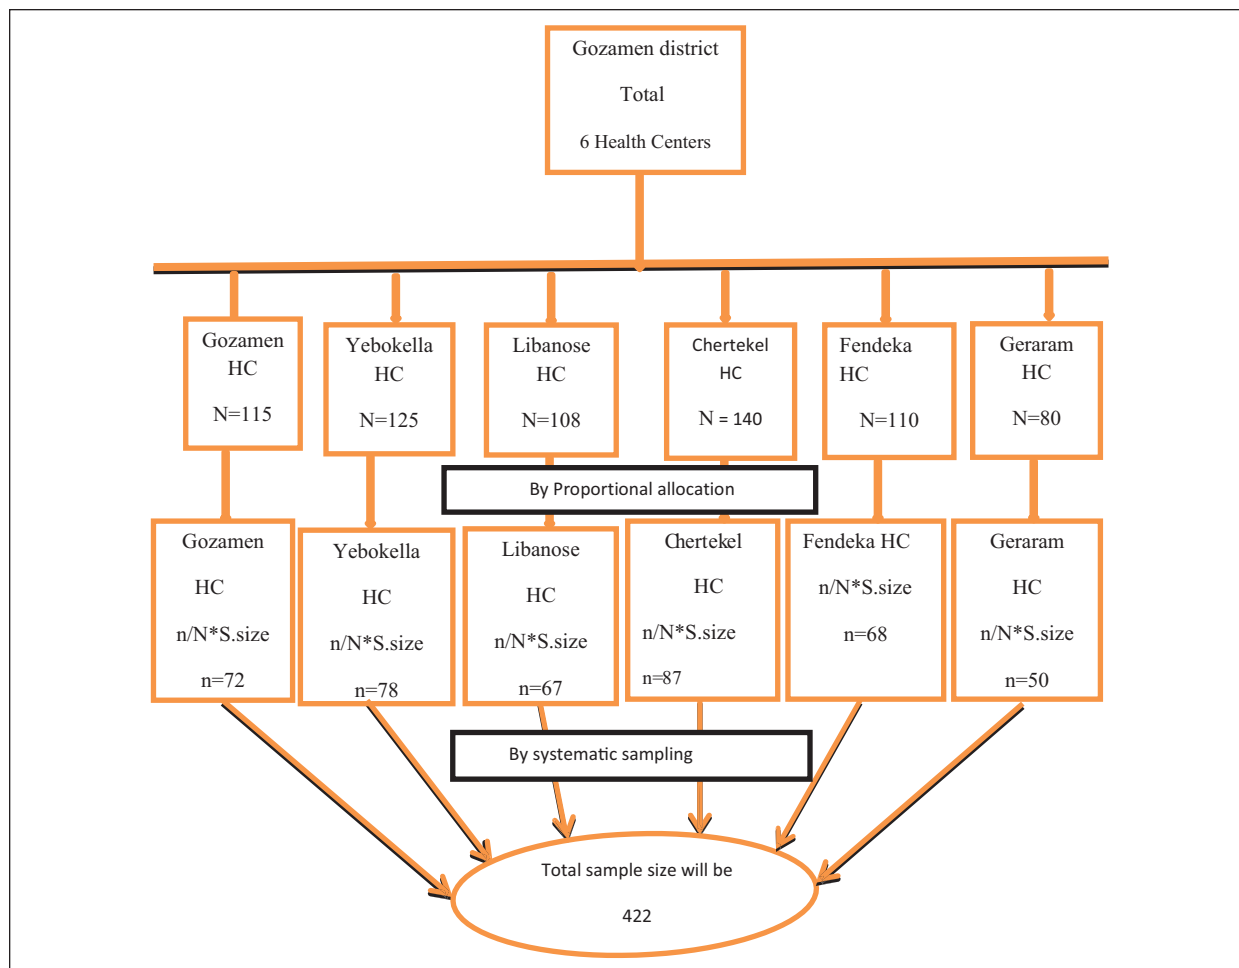 Gozamen district
Total
6 Health Centers
Gozamen
HC
N=115
Yebokella
HC
N=125
Libanose
HC
N=108
Chertekel
HC
N = 140
Fendeka
HC
N=110
Geraram
HC
N=80
By Proportional allocation
Gozamen
HC
n/N*S.size
n=72
Yebokella
HC
n/N*S.size
n=78
Libanose
HC
n/N*S.size
n=67
Chertekel
HC
n/N*S.size
n=87
Fendeka HC
n/N*S.size
n=68
Geraram
HC
n/N*S.size
n=50
By systematic sampling
Total sample size will be
422